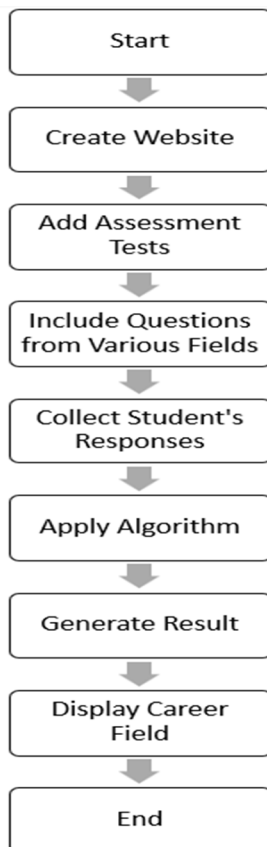 Start
Create Website
Add Assessment
Tests
Include Questions
from Various Fields
Collect Student's
Responses
Apply Algorithm
Generate Result
Display Career
Field
End